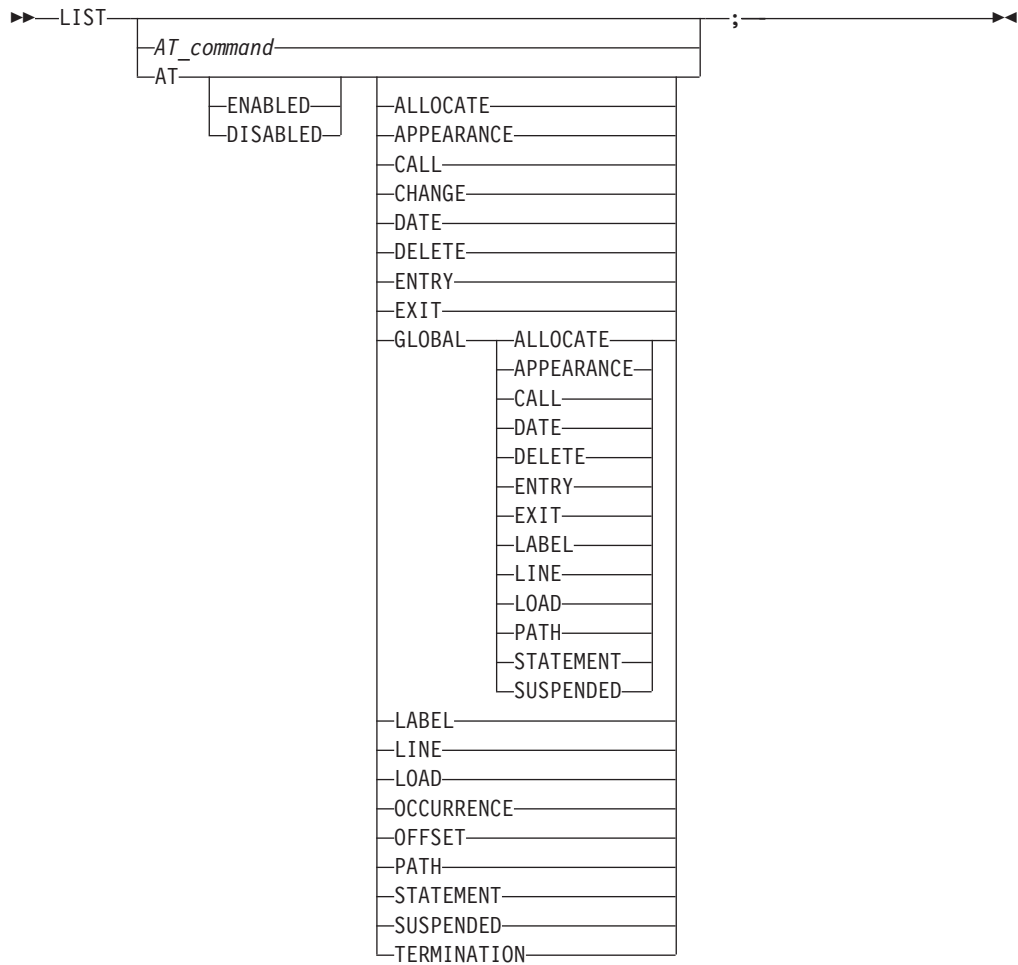 LIST ;
AT_command
AT
ENABLED ALLOCATE
DISABLED APPEARANCE
CALL
CHANGE
DATE
DELETE
ENTRY
EXIT
GLOBAL ALLOCATE
APPEARANCE
CALL
DATE
DELETE
ENTRY
EXIT
LABEL
LINE
LOAD
PATH
STATEMENT
SUSPENDED
LABEL
LINE
LOAD
OCCURRENCE
OFFSET
PATH
STATEMENT
SUSPENDED
TERMINATION